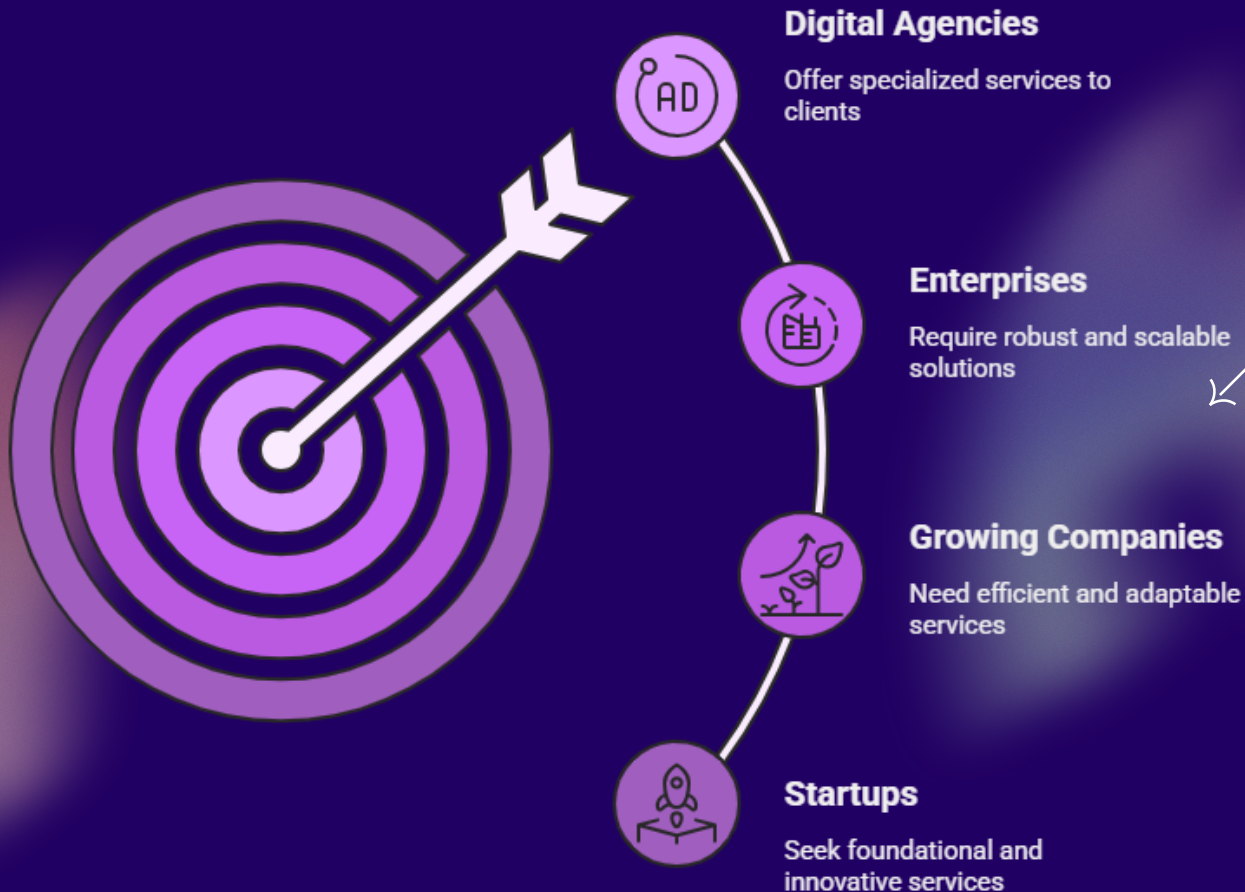 Digital Agencies
Offer specialized services to
clients
AD
Enterprises
Require robust and scalable
solutions
Growing Companies
Need efficient and adaptable
services
Startups
Seek foundational and
innovative services